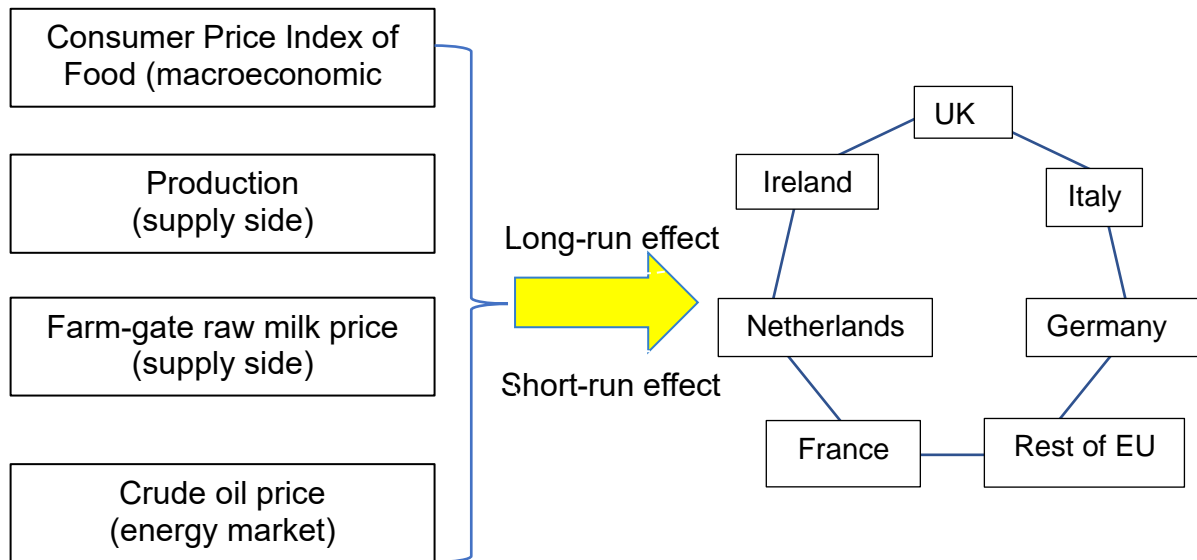 Consumer Price Index of
Food (macroeconomic
Production
(supply side)
Farm-gate raw milk price
(supply side)
Crude oil price
(energy market)
Long-run effect
Short-run effect
UK
Ireland
Italy
Netherlands
Germany
France
Rest of EU